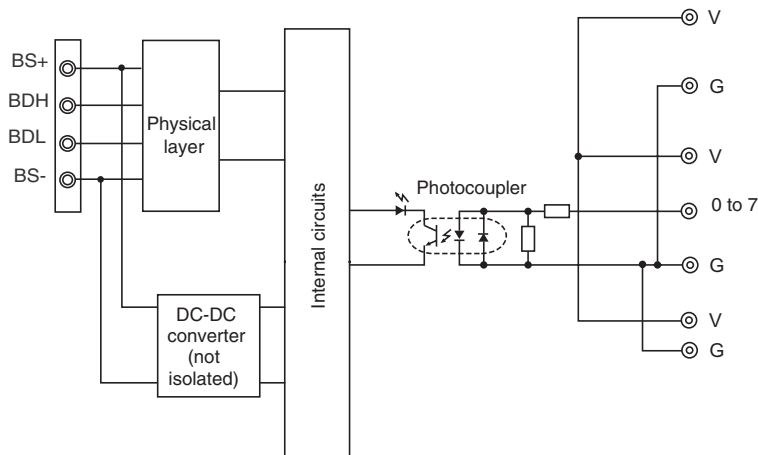 BS+
BDH
BDL
BS-
Physical
layer
DC-DC
converter
(not
isolated)
Internal circuits
Photocoupler
V
G
V
0 to 7
G
V
G